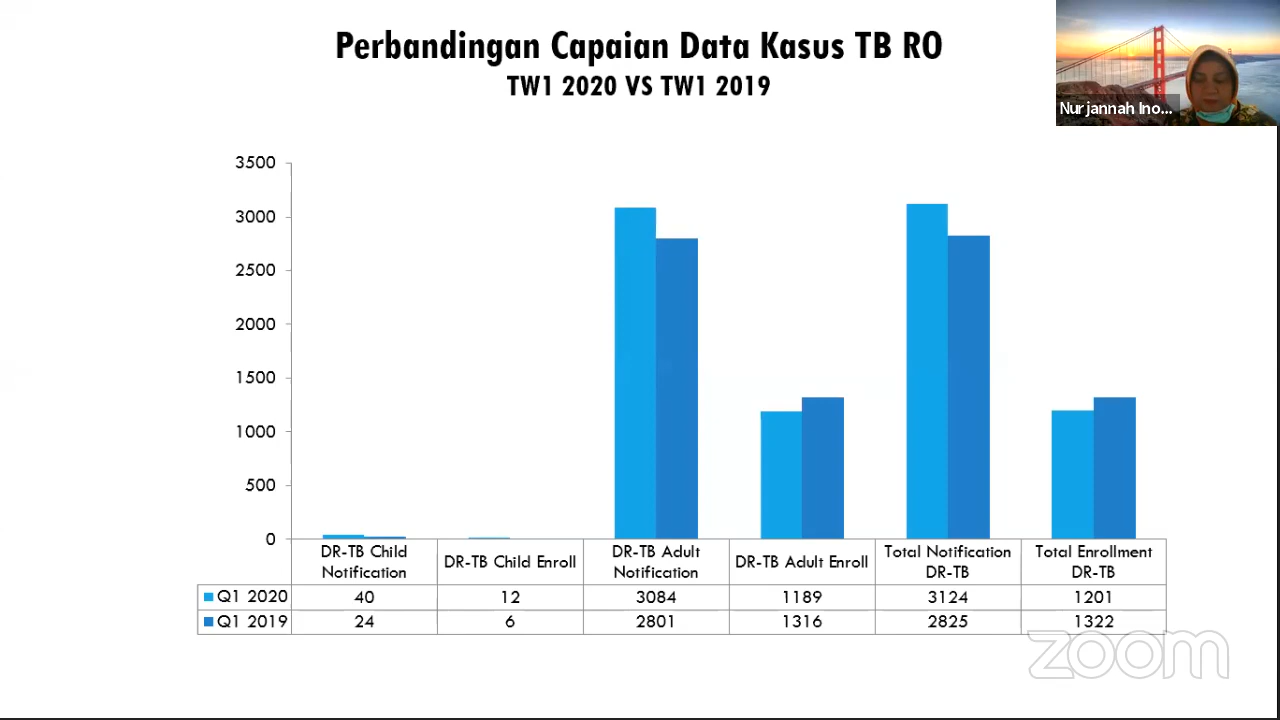 Perbandingan Capaian Data Kasus TB RO
TW1 2020 VS TW1 2019
Nurjannah Ino...
3500
3000
2500
2000
1500
1000
500
0
DR-TB Child Notification
DR-TB Child Enroll
DR-TB Adult Notification
DR-TB Adult Enroll
Total Notification DR-TB
Total Enrollment DR-TB
Q1 2020 40 12 3084 1189 3124 1201
Q1 2019 24 6 2801 1316 2825 1322
zoom